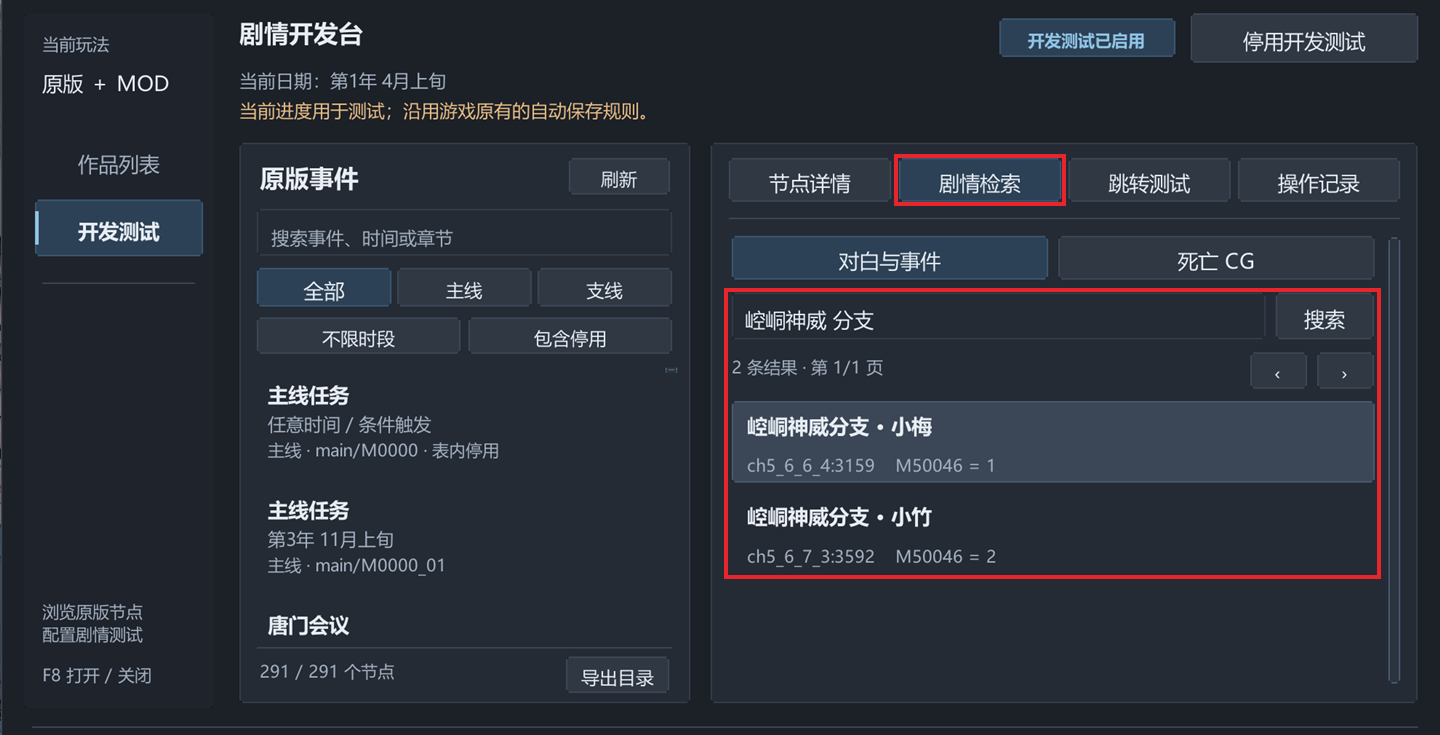 当前玩法
原版 + MOD
作品列表
开发测试
浏览原版节点
配置剧情测试
F8 打开 / 关闭
剧情开发台
当前日期：第1年 4月上旬
当前进度用于测试；沿用游戏原有的自动保存规则。
开发测试已启用
停用开发测试
原版事件
刷新
搜索事件、时间或章节
全部
主线
支线
不限时段
包含停用
主线任务
任意时间 / 条件触发
主线 · main/M0000 · 表内停用
主线任务
第3年 11月上旬
主线 · main/M0000_01
唐门会议
291 / 291 个节点
导出目录
节点详情
剧情检索
跳转测试
操作记录
对白与事件
死亡 CG
崆峒神威 分支
搜索
2 条结果 · 第 1/1 页
‹
›
崆峒神威分支 • 小梅
ch5_6_6_4:3159 M50046 = 1
崆峒神威分支 • 小竹
ch5_6_7_3:3592 M50046 = 2